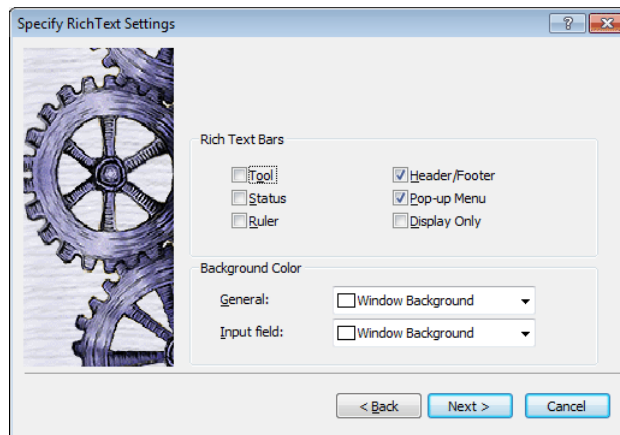 Specify RichText Settings
Rich Text Bars
Tool
Header/Footer
Status
Pop-up Menu
Ruler
Display Only
Background Color
General: Window Background
Input field: Window Background
< Back Next > Cancel